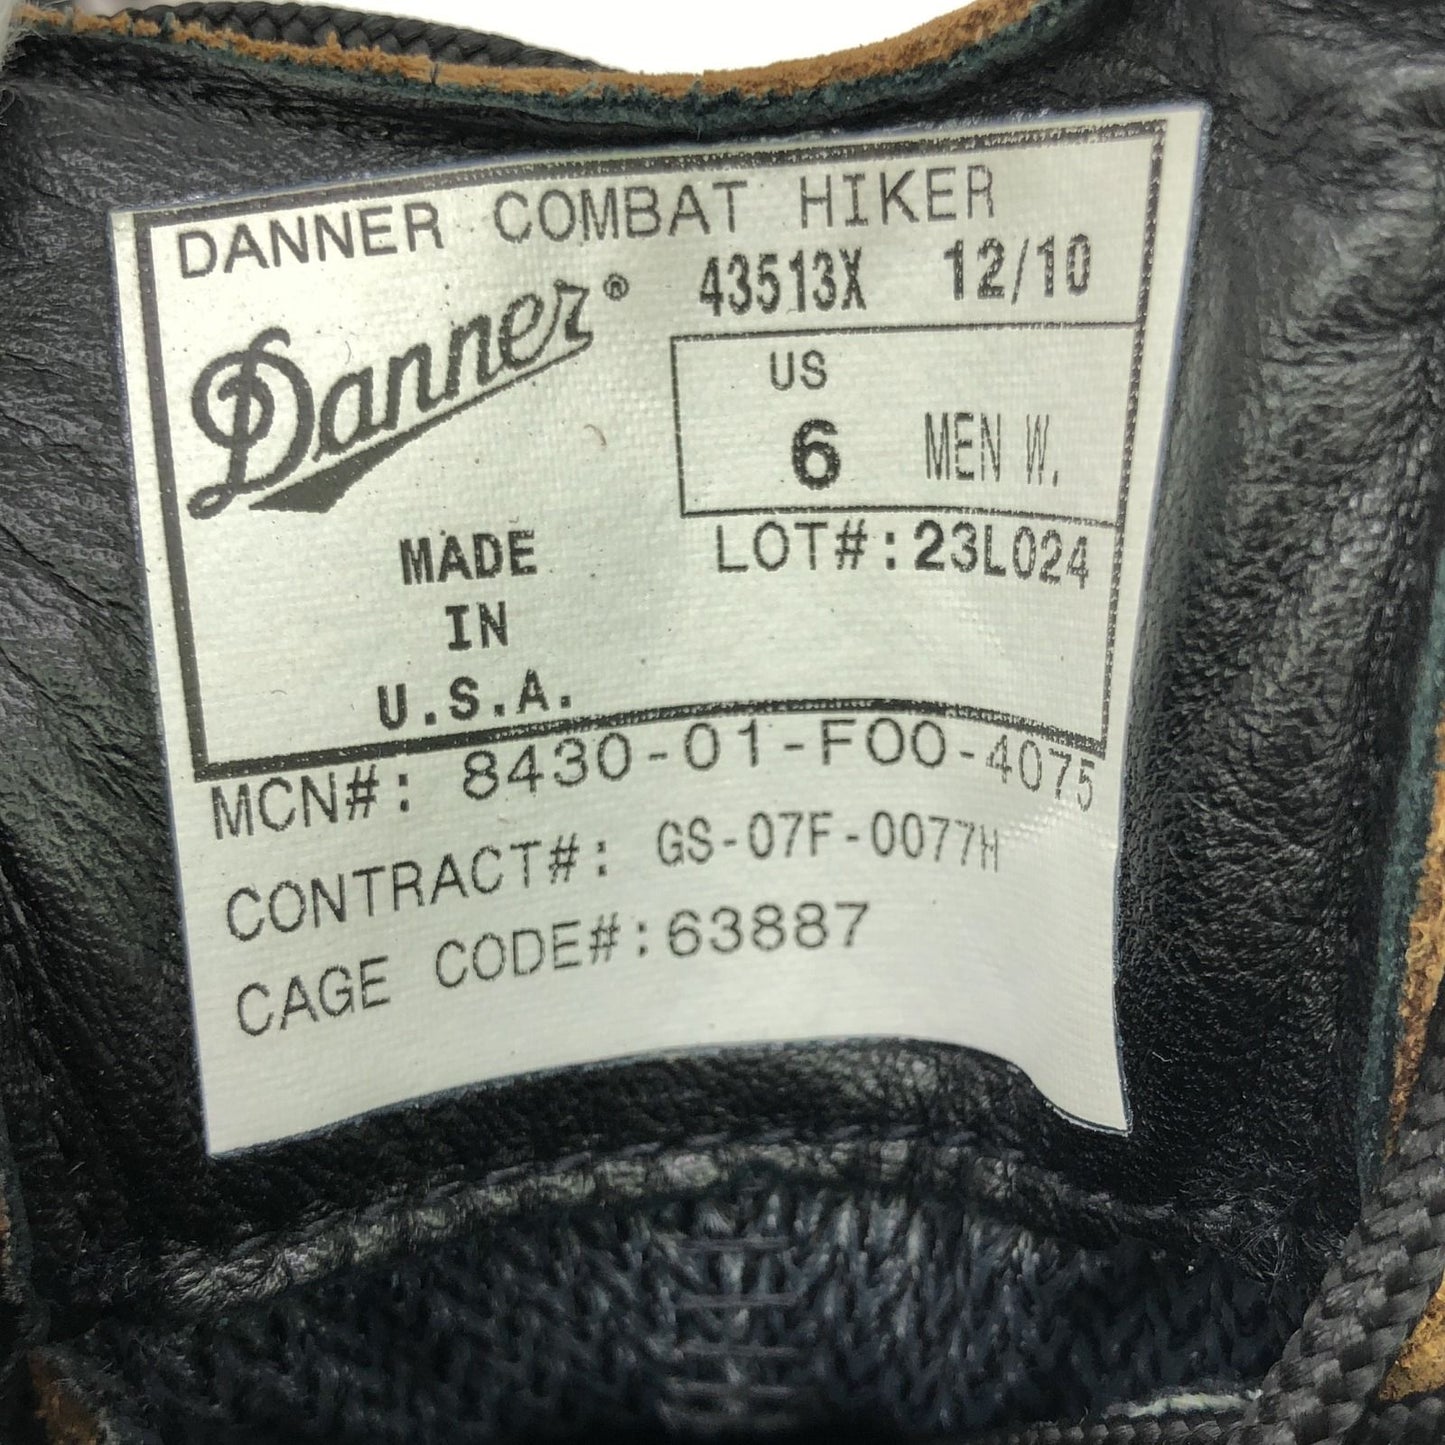 DANNER COMBAT HIKER
Danner®
43513X 12/10
US
6 MEN W.
LOT#:23L024
MADE
IN
U.S.A.
MCN#: 8430-01-F00-4075
CONTRACT#: GS-07F-0077H
CAGE CODE#:63887